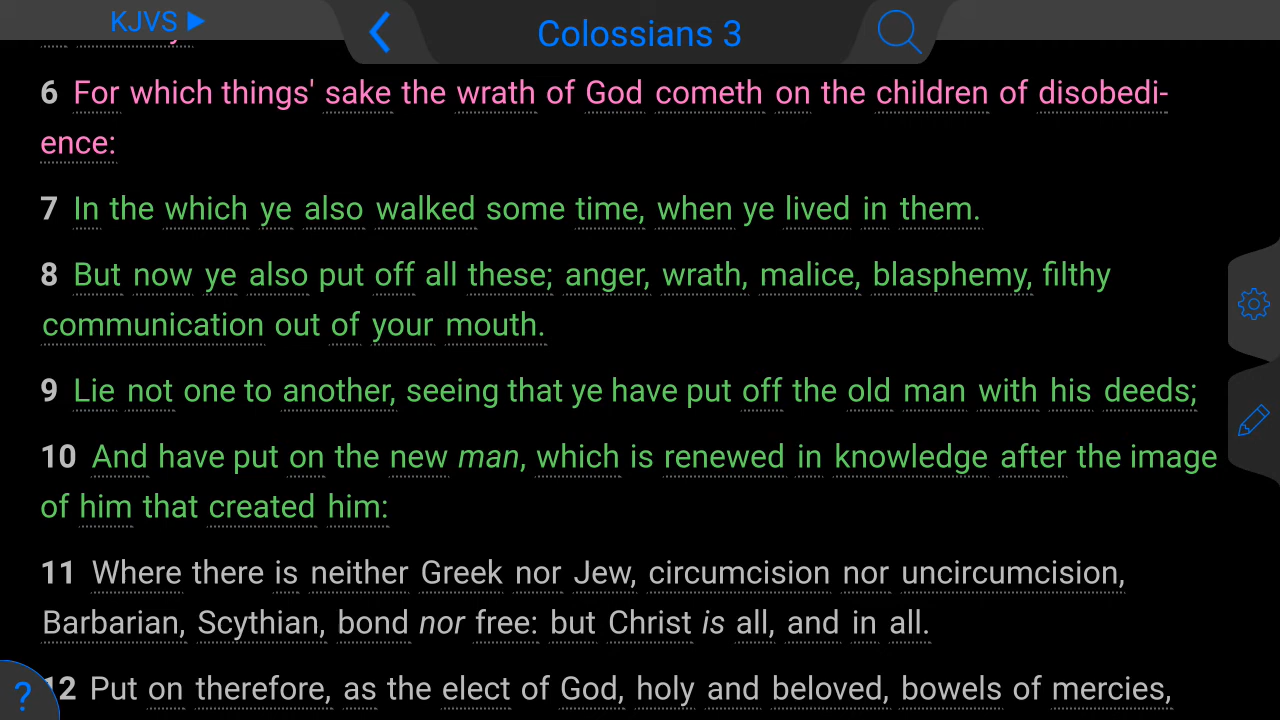 KJVS ▶ Colossians 3
6 For which things' sake the wrath of God cometh on the children of disobedi-
ence:
7 In the which ye also walked some time, when ye lived in them.
8 But now ye also put off all these; anger, wrath, malice, blasphemy, filthy
communication out of your mouth.
9 Lie not one to another, seeing that ye have put off the old man with his deeds;
10 And have put on the new man, which is renewed in knowledge after the image
of him that created him:
11 Where there is neither Greek nor Jew, circumcision nor uncircumcision,
Barbarian, Scythian, bond nor free: but Christ is all, and in all.
12 Put on therefore, as the elect of God, holy and beloved, bowels of mercies,
?